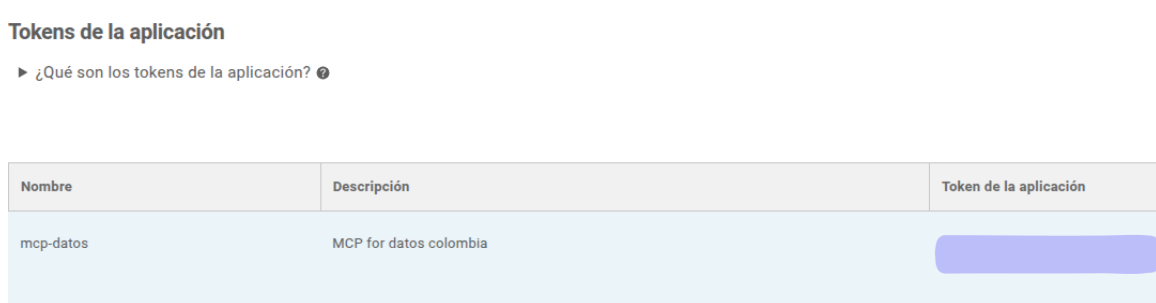 Tokens de la aplicación
¿Qué son los tokens de la aplicación?
Nombre Descripción Token de la aplicación
mcp-datos MCP for datos colombia